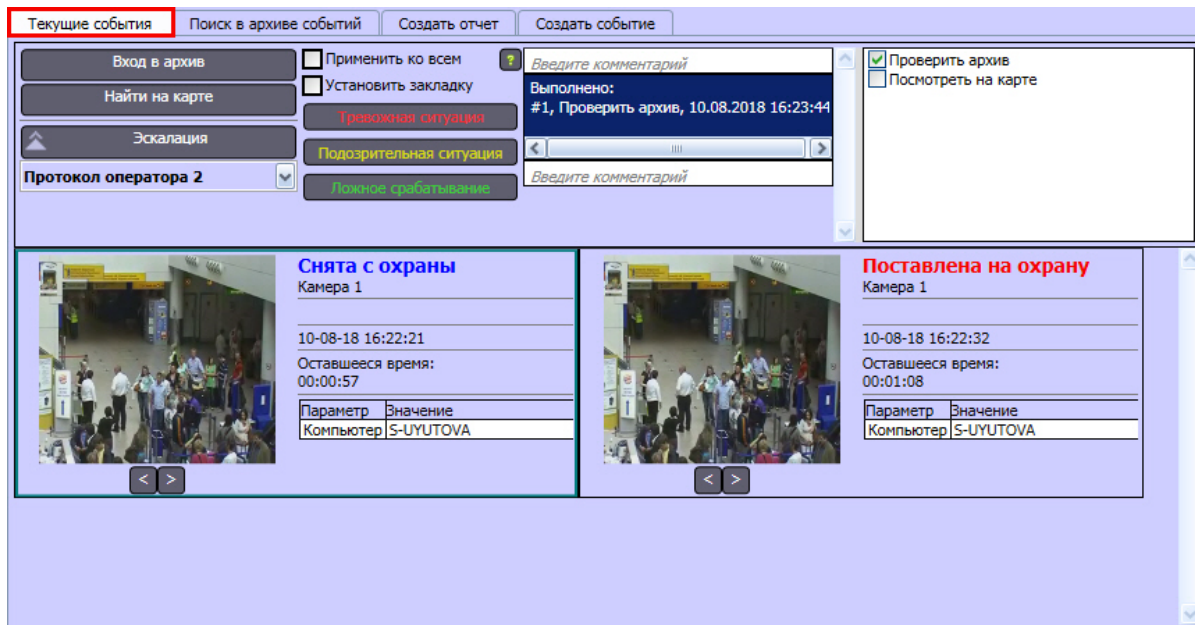 Текущие события
Поиск в архиве событий
Создать отчет
Создать событие
Вход в архив
Найти на карте
Эскалация
Протокол оператора 2
Применить ко всем
?
Установить закладку
Тревожная ситуация
Подозрительная ситуация
Ложное срабатывание
Введите комментарий
Выполнено:
#1, Проверить архив, 10.08.2018 16:23:44
Введите комментарий
Проверить архив
Посмотреть на карте
Снята с охраны
Камера 1
10-08-18 16:22:21
Оставшееся время:
00:00:57
Параметр Значение
Компьютер S-UYUTOVA
< >
Поставлена на охрану
Камера 1
10-08-18 16:22:32
Оставшееся время:
00:01:08
Параметр Значение
Компьютер S-UYUTOVA
< >